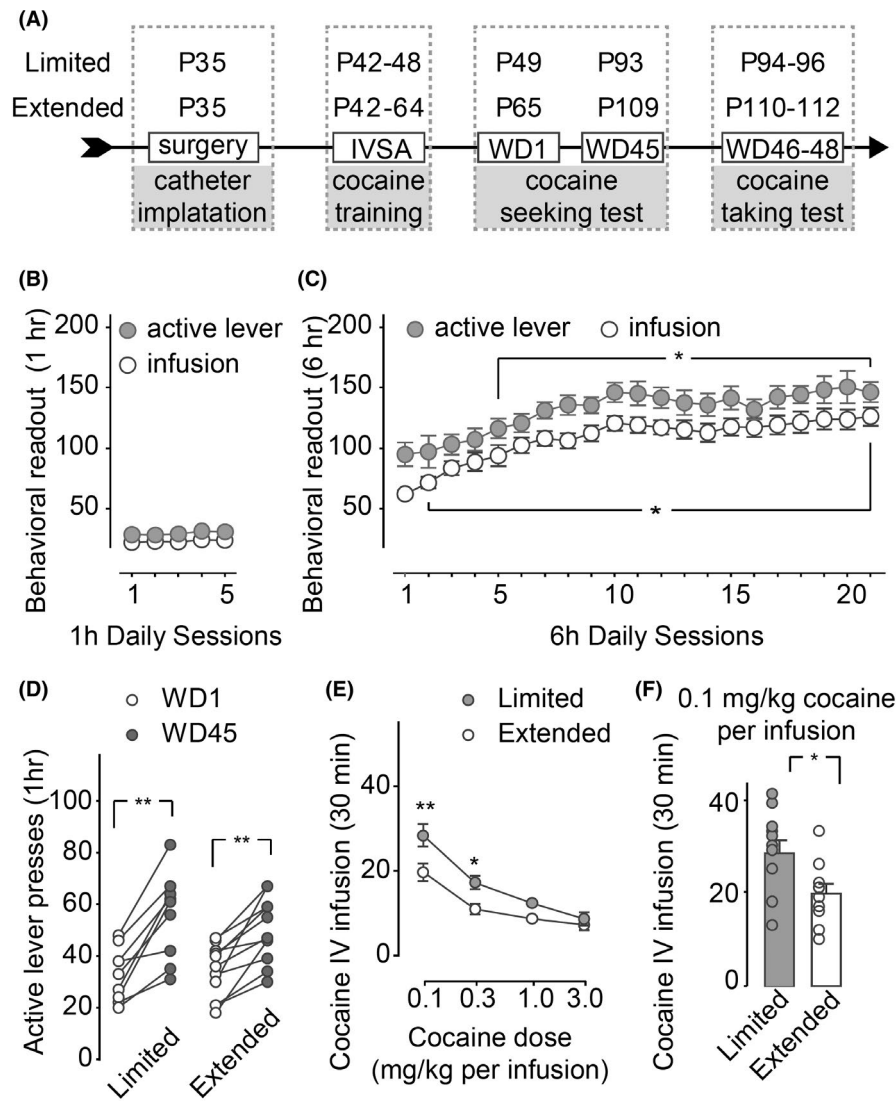 (A)
Limited P35 P42-48 P49 P93 P94-96
Extended P35 P42-64 P65 P109 P110-112
surgery IVSA WD1 WD45 WD46-48
catheter cocaine cocaine cocaine
implatation training seeking test taking test
(B)
Behavioral readout (1 hr)
200
150
100
50
active lever
infusion
1 5
1h Daily Sessions
(C)
Behavioral readout (6 hr)
200
150
100
50
active lever infusion
*
*
1 5 10 15 20
6h Daily Sessions
(D)
WD1
WD45
Active lever presses (1hr)
100
80
60
40
20
0
** **
Limited Extended
(E)
Limited
Extended
Cocaine IV infusion (30 min)
40
20
0
**
*
0.1 0.3 1.0 3.0
Cocaine dose
(mg/kg per infusion)
(F)
0.1 mg/kg cocaine
per infusion
*
Cocaine IV infusion (30 min)
40
20
0
Limited Extended